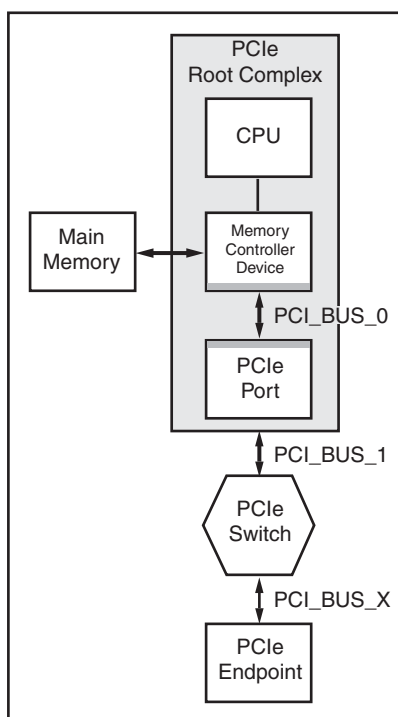 PCIe
Root Complex
CPU
Main
Memory
Memory
Controller
Device
PCI_BUS_0
PCIe
Port
PCI_BUS_1
PCIe
Switch
PCI_BUS_X
PCIe
Endpoint